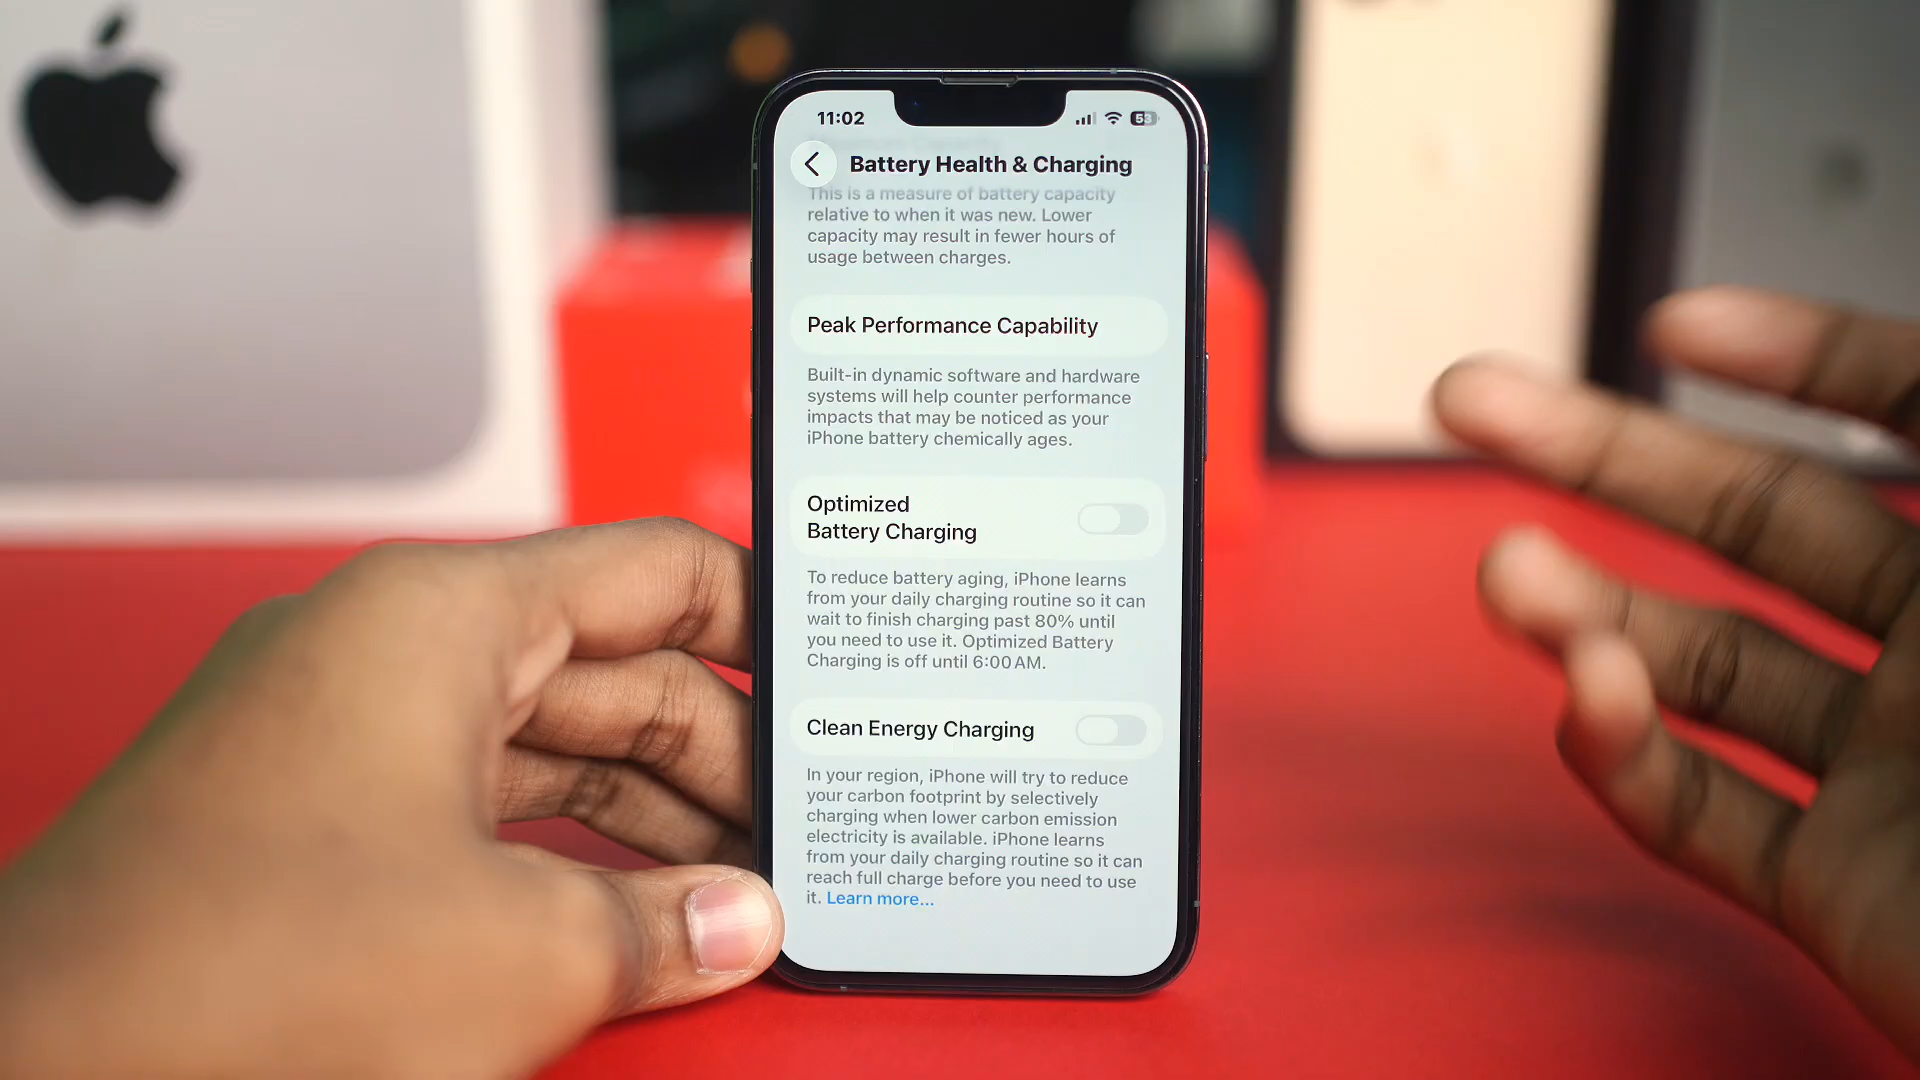 11:02
53
Battery Health & Charging
This is a measure of battery capacity
relative to when it was new. Lower
capacity may result in fewer hours of
usage between charges.
Peak Performance Capability
Built-in dynamic software and hardware
systems will help counter performance
impacts that may be noticed as your
iPhone battery chemically ages.
Optimized
Battery Charging
To reduce battery aging, iPhone learns
from your daily charging routine so it can
wait to finish charging past 80% until
you need to use it. Optimized Battery
Charging is off until 6:00 AM.
Clean Energy Charging
In your region, iPhone will try to reduce
your carbon footprint by selectively
charging when lower carbon emission
electricity is available. iPhone learns
from your daily charging routine so it can
reach full charge before you need to use
it. Learn more...